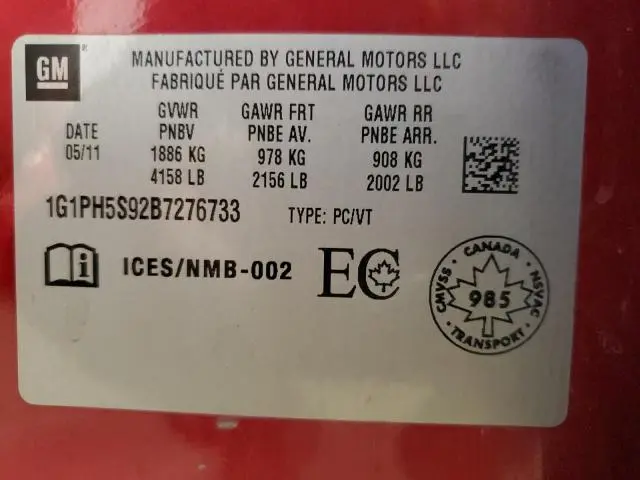 GM®
MANUFACTURED BY GENERAL MOTORS LLC
FABRIQUÉ PAR GENERAL MOTORS LLC
DATE
05/11
GVWR
PNBV
1886 KG
4158 LB
GAWR FRT
PNBE AV.
978 KG
2156 LB
GAWR RR
PNBE ARR.
908 KG
2002 LB
1G1PH5S92B7276733 TYPE: PC/VT
i ICES/NMB-002 EC
CANADA
CMVSS 985 NSVAC
TRANSPORT